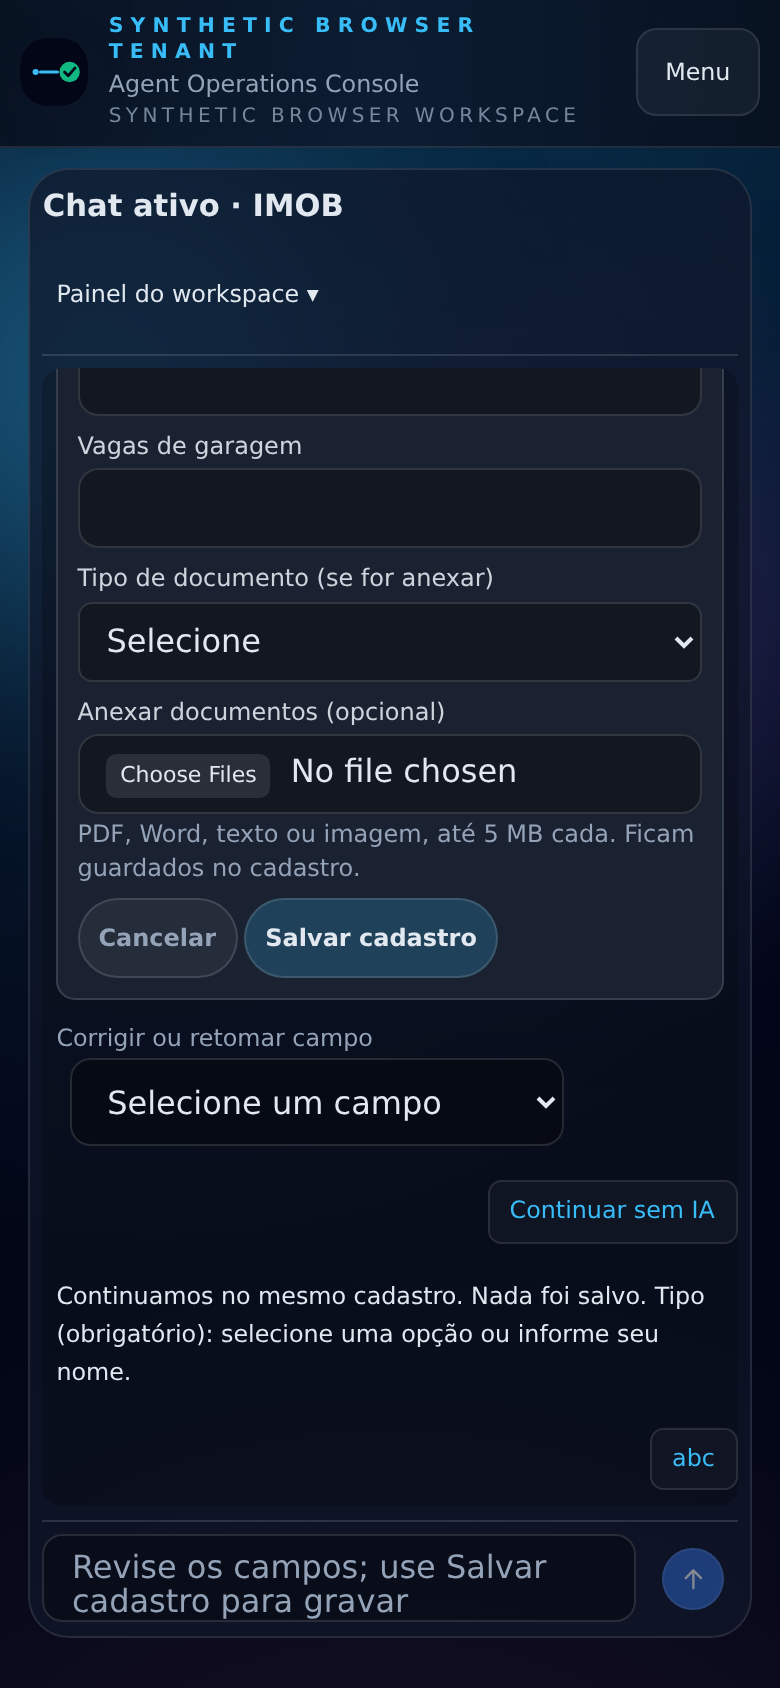 SYNTHETIC BROWSER
TENANT
Agent Operations Console
SYNTHETIC BROWSER WORKSPACE
Menu
Chat ativo · IMOB
Painel do workspace ▾
Vagas de garagem
Tipo de documento (se for anexar)
Selecione
Anexar documentos (opcional)
Choose Files No file chosen
PDF, Word, texto ou imagem, até 5 MB cada. Ficam
guardados no cadastro.
Cancelar Salvar cadastro
Corrigir ou retomar campo
Selecione um campo
Continuar sem IA
Continuamos no mesmo cadastro. Nada foi salvo. Tipo
(obrigatório): selecione uma opção ou informe seu
nome.
abc
Revise os campos; use Salvar
cadastro para gravar